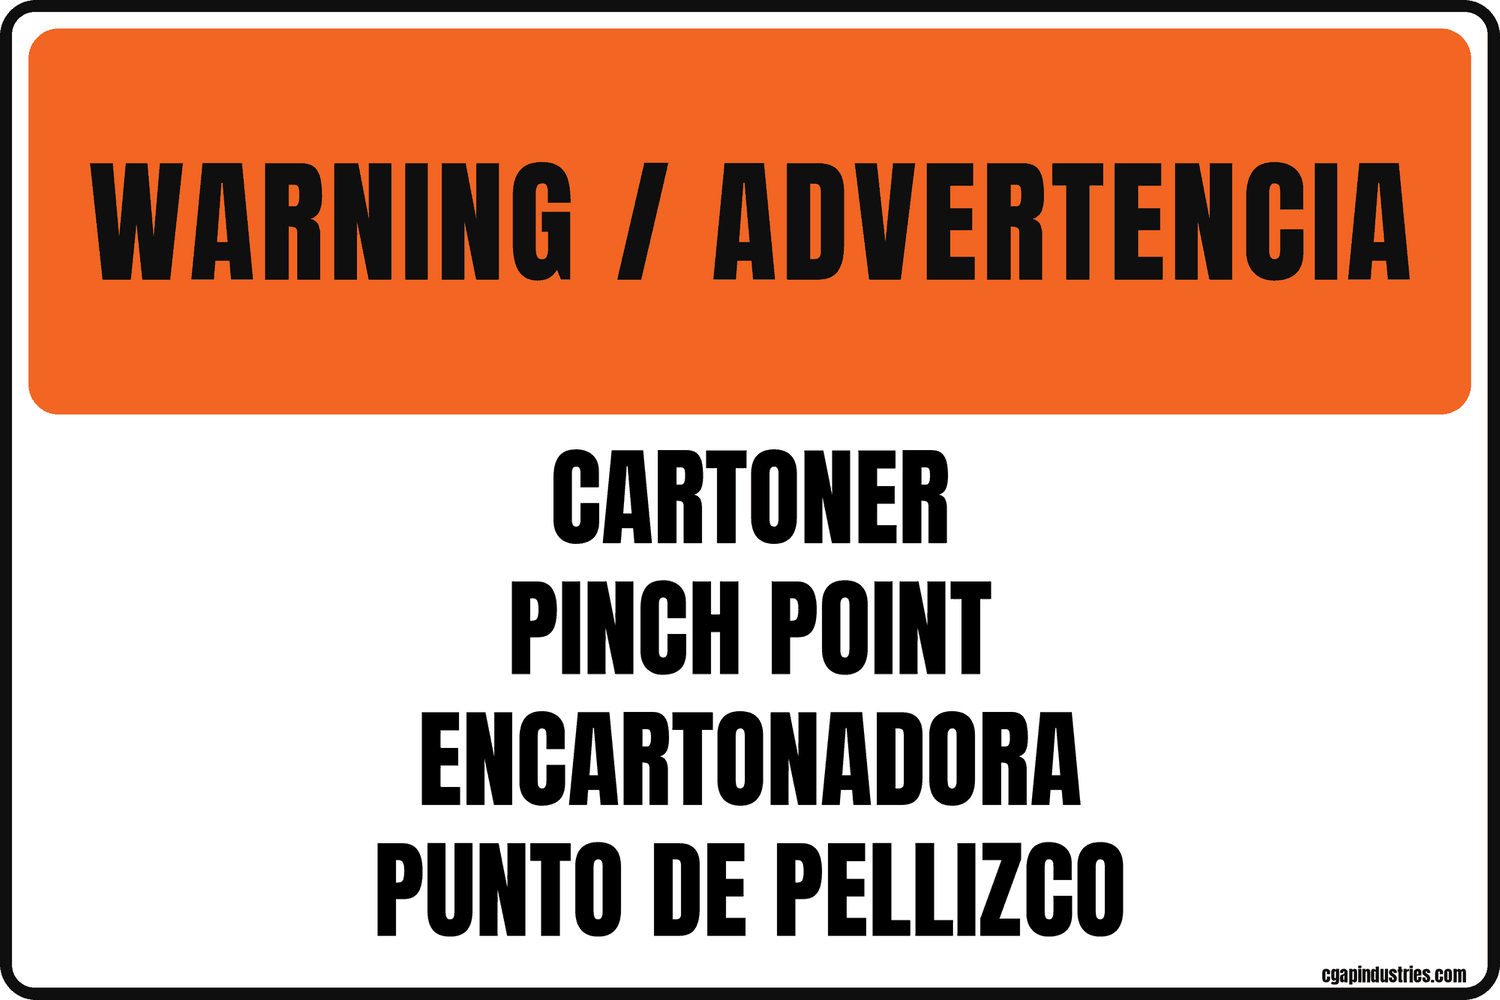 WARNING / ADVERTENCIA
CARTONER
PINCH POINT
ENCARTONADORA
PUNTO DE PELLIZCO
cgapindustries.com